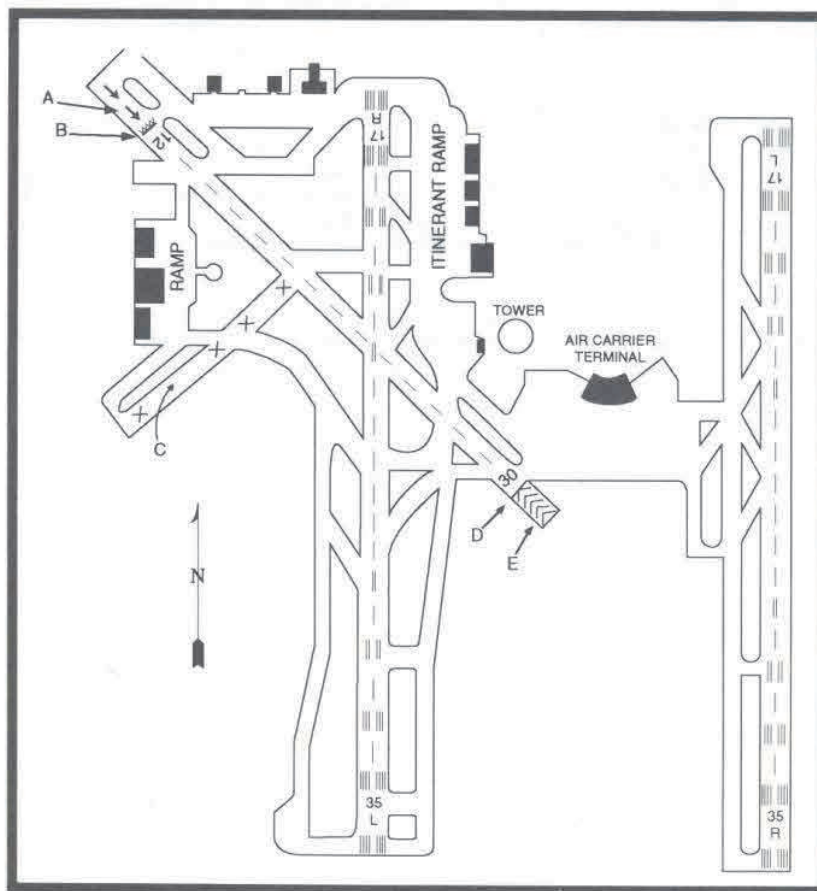 A
B
12
17
R
17
L
ITINERANT RAMP
RAMP
TOWER
AIR CARRIER
TERMINAL
C
30
D
E
N
35
L
35
R